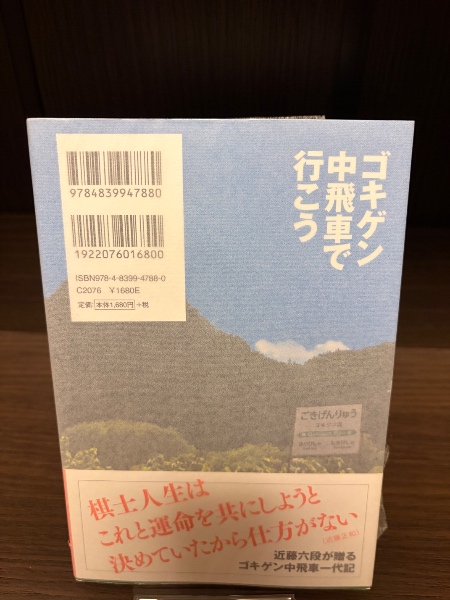 ゴキゲン
中飛車で
行こう
9784839947880
1922076016800
ISBN978-4-8399-4788-0
C2076 ¥1680E
定価:本体1,680円+税
ごきげんりゅう
棋士人生は
これと運命を共にしようと
決めていたから仕方がない
近藤六段が贈る
ゴキゲン中飛車一代記